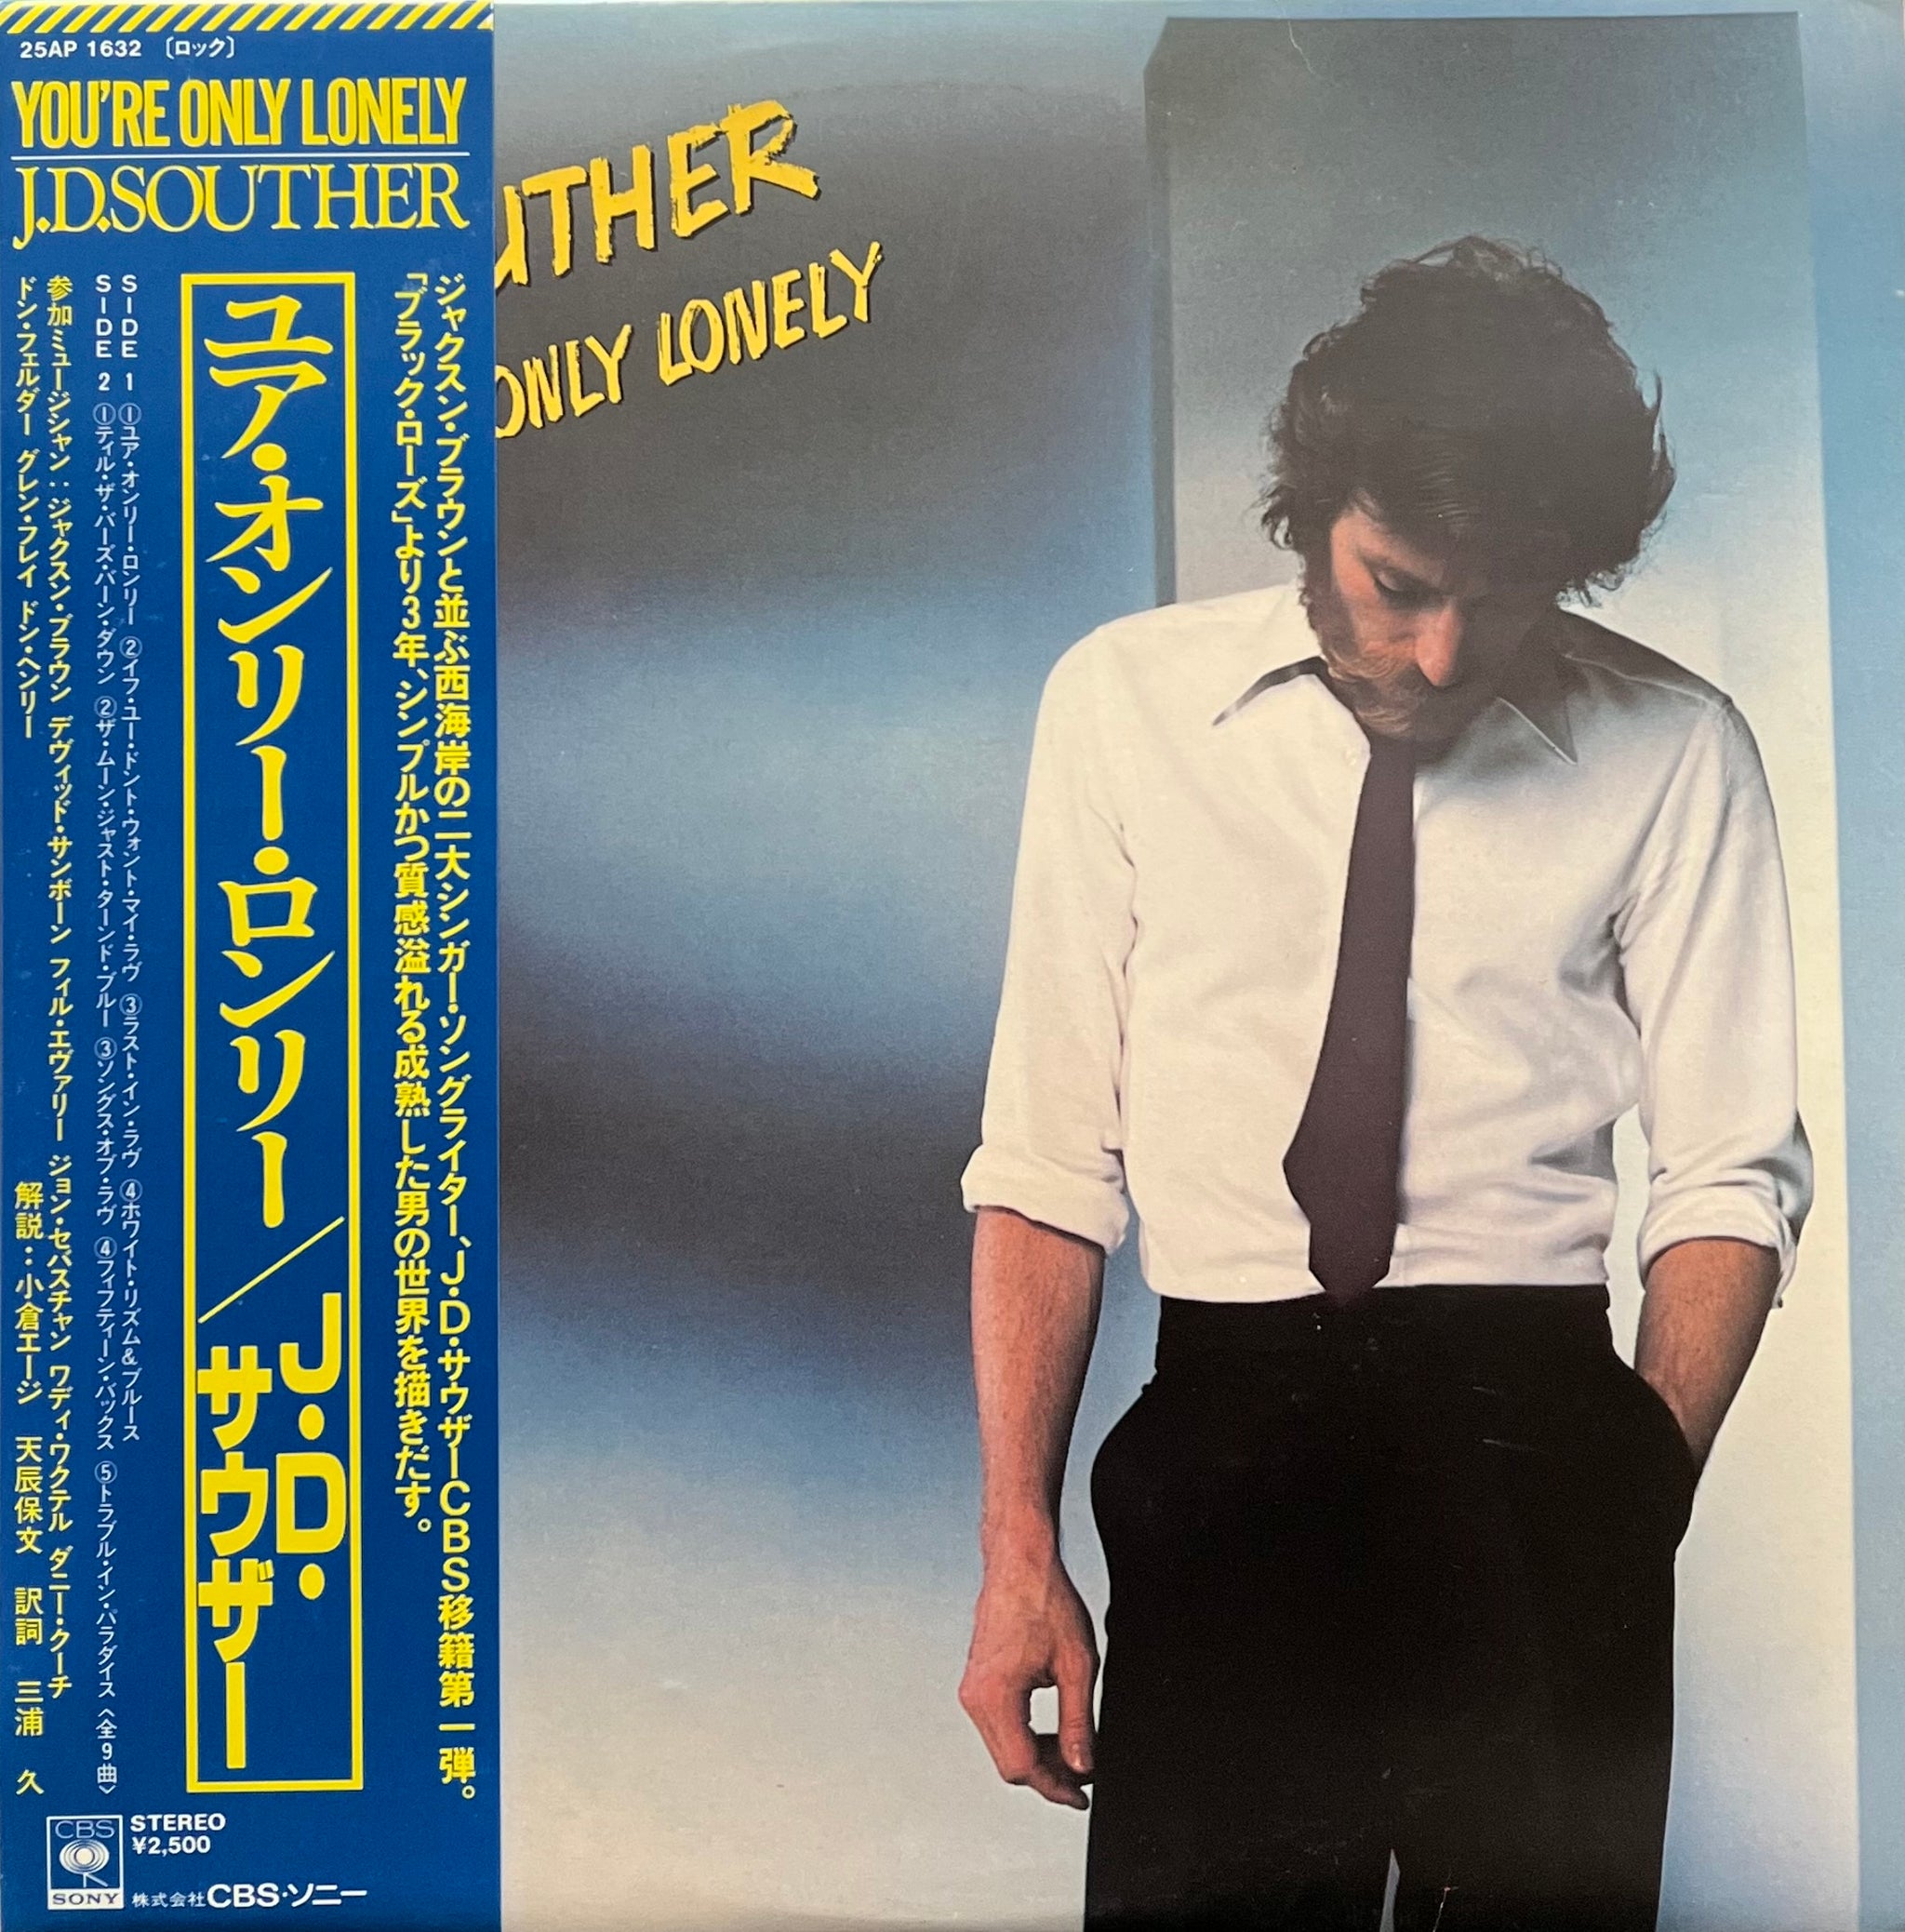 25AP 1632 〔ロック〕
YOU'RE ONLY LONELY
J.D.SOUTHER
ジャクスン・ブラウンと並ぶ西海岸の二大シンガー・ソングライター、J・D・サウザーCBS移籍第一弾。
「ブラック・ローズ」より3年、シンプルかつ質感溢れる成熟した男の世界を描きだす。
ユア・オンリー・ロンリー/J.D.サウザー
SIDE 1 ①ユア・オンリー・ロンリー ②イフ・ユー・ドント・ウォント・マイ・ラヴ ③ラスト・イン・ラヴ ④ホワイト・リズム&ブルース
SIDE 2 ①ティル・ザ・バーズ・バーン・ダウン ②ザ・ムーン・ジャスト・ターンド・ブルー ③ソングス・オブ・ラヴ ④フィフティーン・バックス ⑤トラブル・イン・パラダイス 〈全9曲〉
参加ミュージシャン：ジャクスン・ブラウン デヴィッド・サンボーン フィル・エヴァリー ジョン・セバスチャン ワディ・ワクテル ダニー・クーチ
ドン・フェルダー グレン・フレイ ドン・ヘンリー
解説：小倉エージ 天辰保文 訳詞 三浦 久
CBS
SONY
STEREO
¥2,500
株式会社CBS・ソニー
UTHER
ONLY LONELY